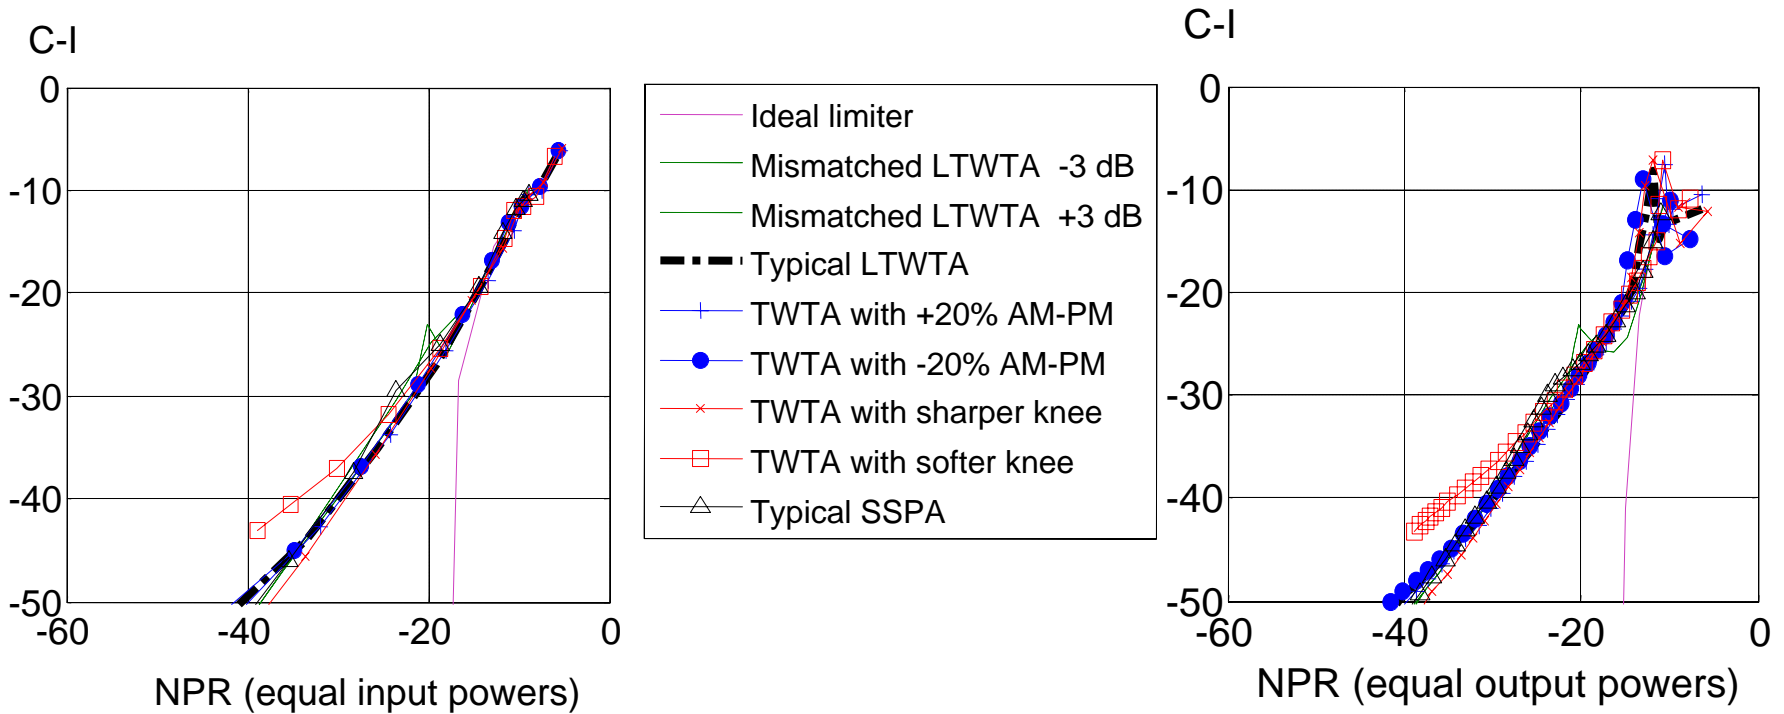 C-I
0
-10
-20
-30
-40
-50
-60
-40
-20
0
NPR (equal input powers)
Ideal limiter
Mismatched LTWTA -3 dB
Mismatched LTWTA +3 dB
Typical LTWTA
TWTA with +20% AM-PM
TWTA with -20% AM-PM
TWTA with sharper knee
TWTA with softer knee
Typical SSPA
C-I
0
-10
-20
-30
-40
-50
-60
-40
-20
0
NPR (equal output powers)